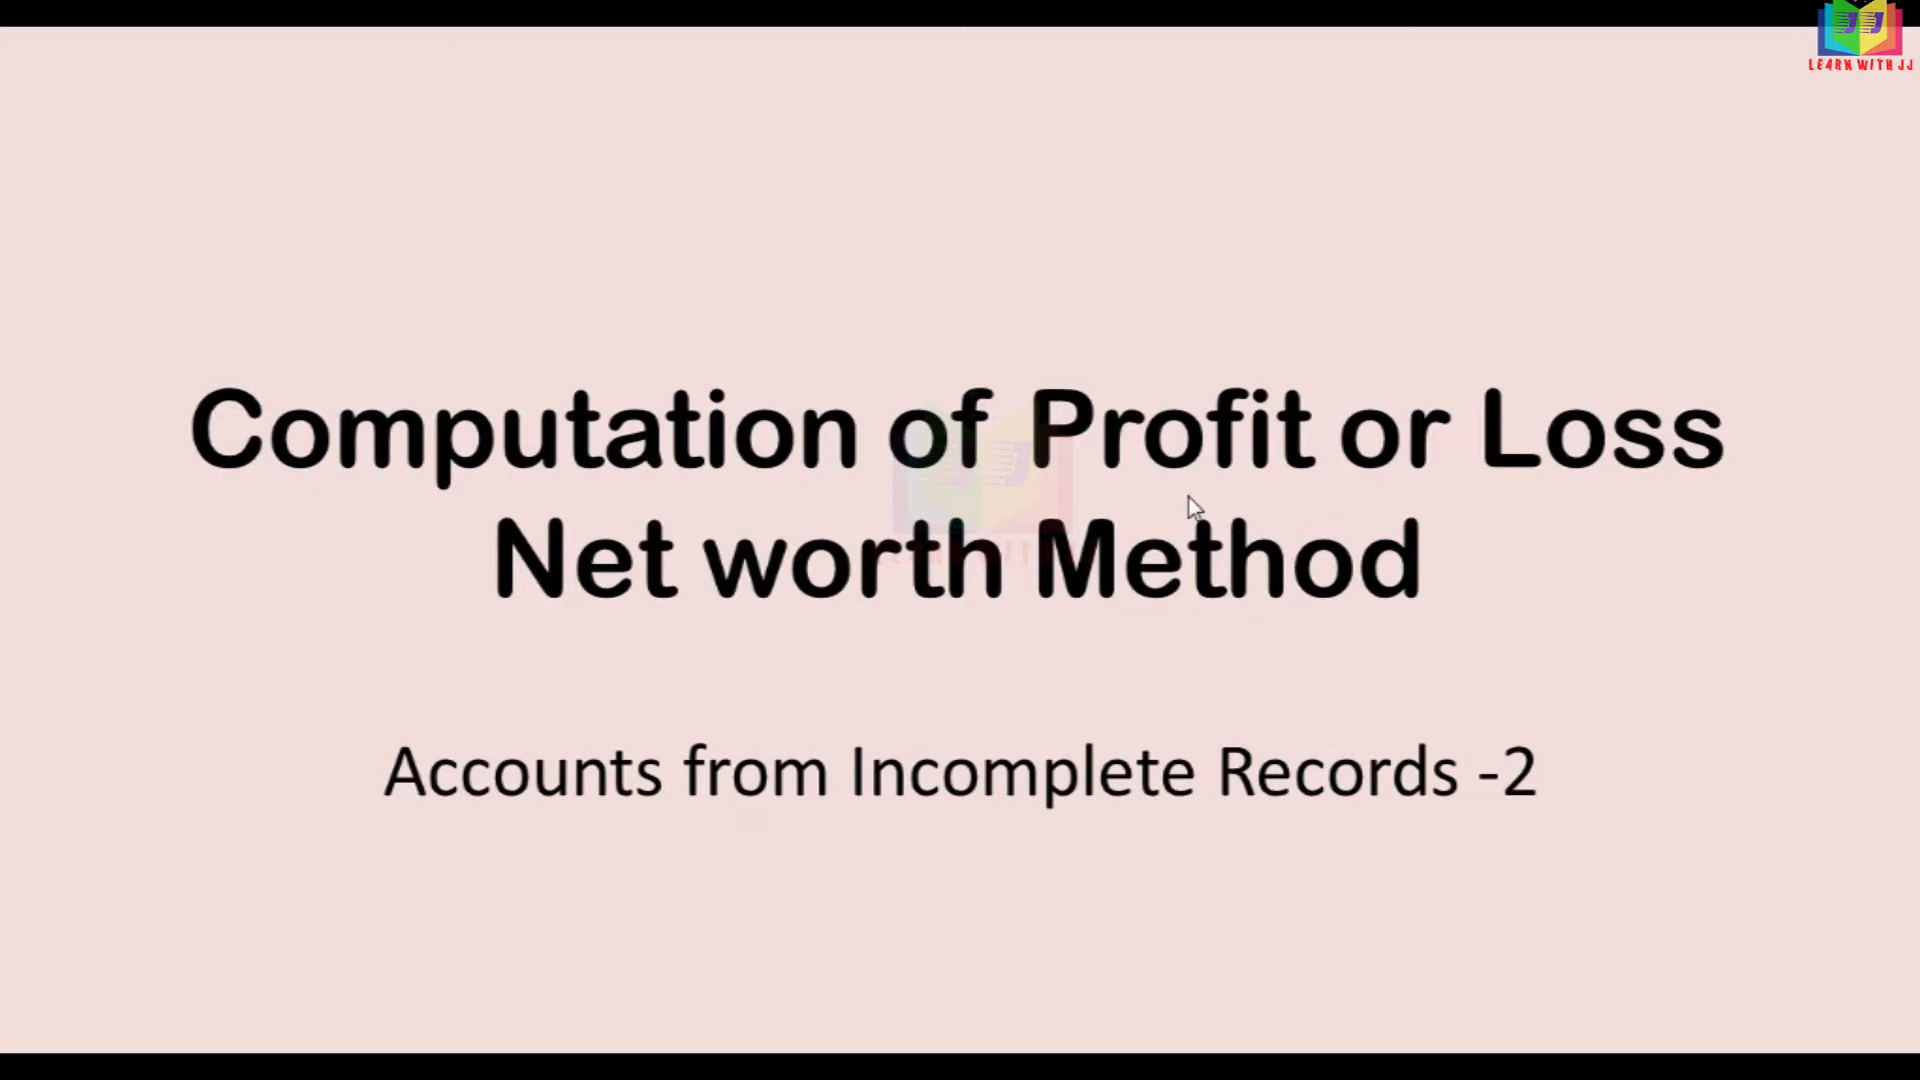 LEARN WITH JJ
Computation of Profit or Loss
Net worth Method
Accounts from Incomplete Records -2